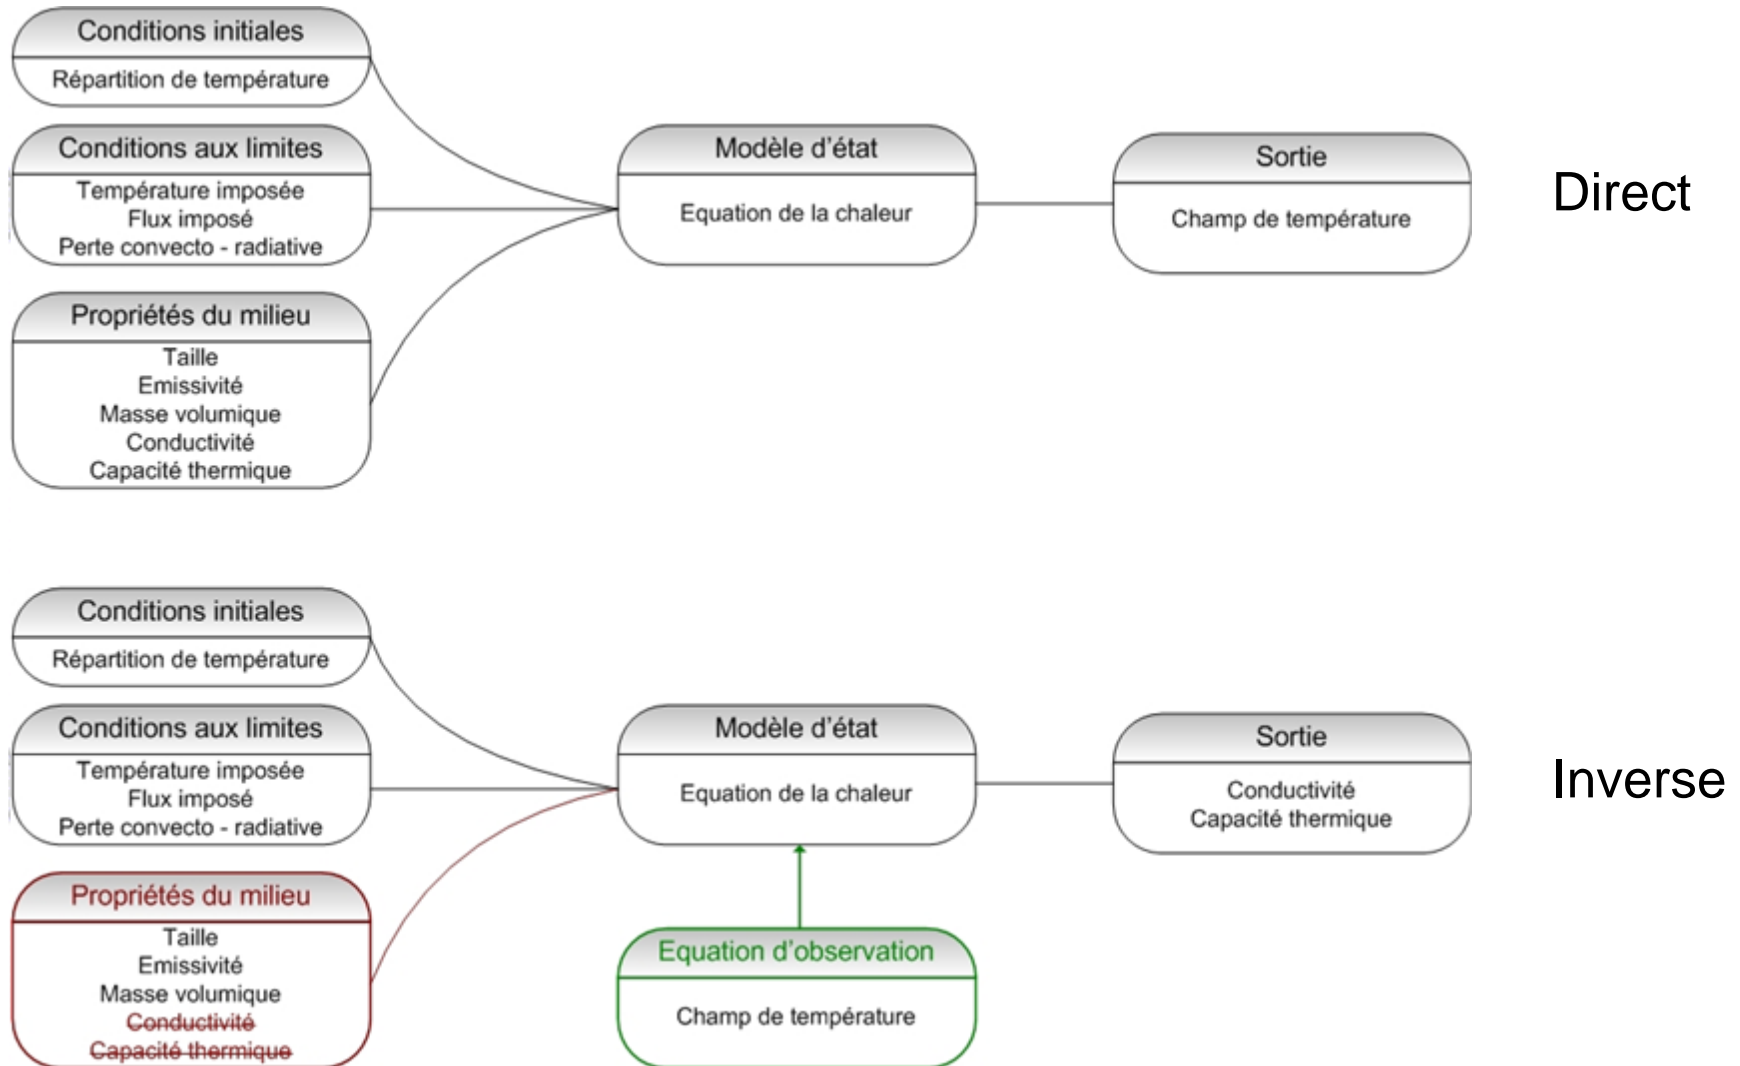 Conditions initiales
Répartition de température
Conditions aux limites
Température imposée
Flux imposé
Perte convecto - radiative
Propriétés du milieu
Taille
Emissivité
Masse volumique
Conductivité
Capacité thermique
Modèle d'état
Equation de la chaleur
Sortie
Champ de température
Direct
Conditions initiales
Répartition de température
Conditions aux limites
Température imposée
Flux imposé
Perte convecto - radiative
Propriétés du milieu
Taille
Emissivité
Masse volumique
Conductivité
Capacité thermique
Modèle d'état
Equation de la chaleur
Equation d'observation
Champ de température
Sortie
Conductivité
Capacité thermique
Inverse